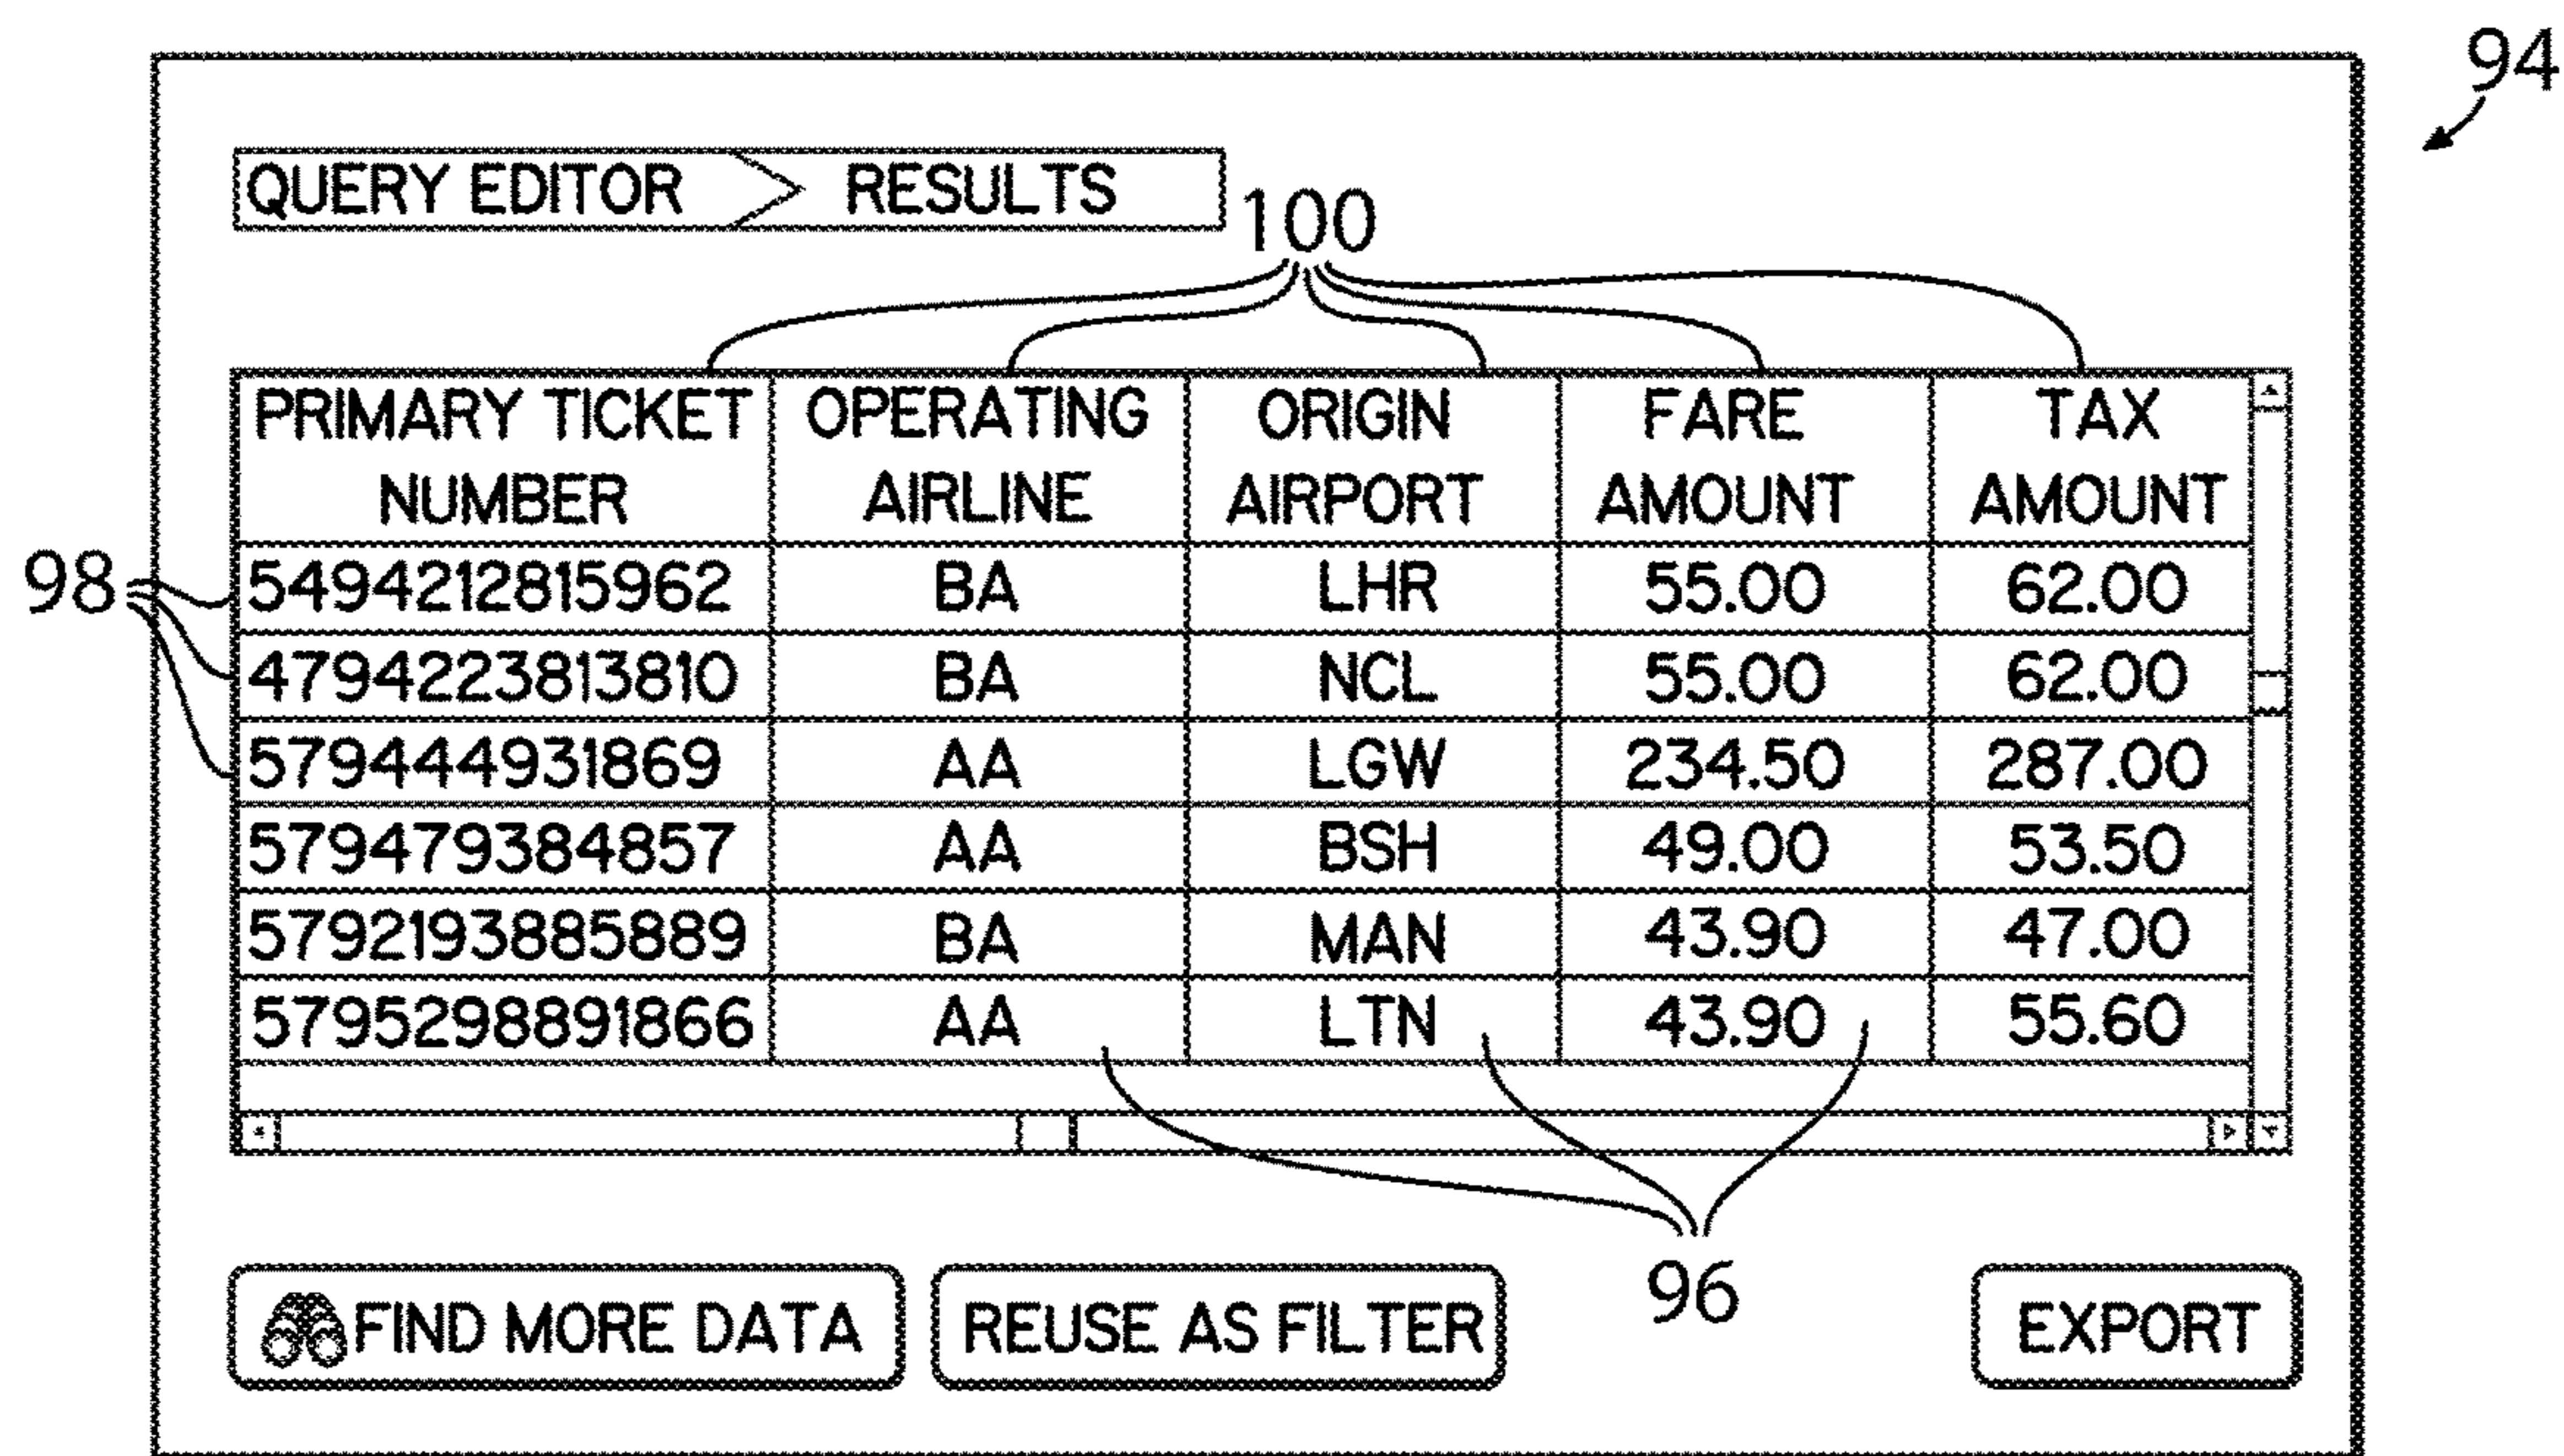 94
QUERY EDITOR RESULTS
100
PRIMARY TICKET NUMBER OPERATING AIRLINE ORIGIN AIRPORT FARE AMOUNT TAX AMOUNT
98
5494212815962 BA LHR 55.00 62.00
4794223813810 BA NCL 55.00 62.00
579444931869 AA LGW 234.50 287.00
579479384857 AA BSH 49.00 53.50
5792193885889 BA MAN 43.90 47.00
5795298891866 AA LTN 43.90 55.60
96
FIND MORE DATA REUSE AS FILTER EXPORT